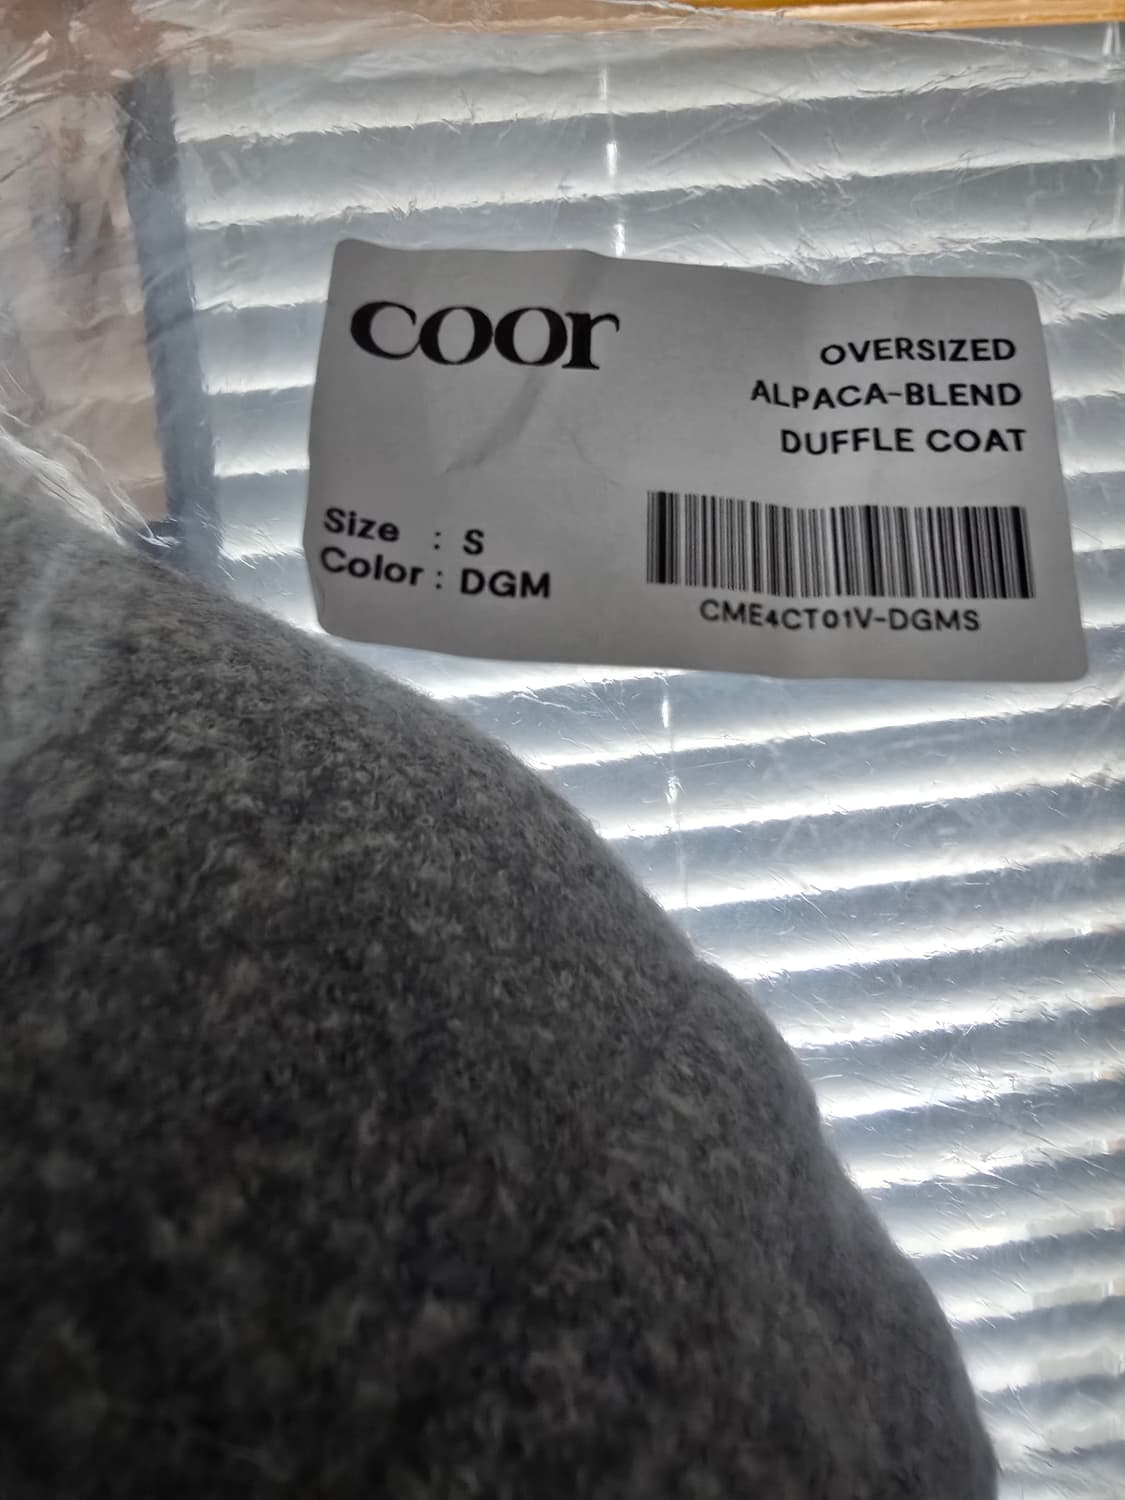 coor
OVERSIZED
ALPACA-BLEND
DUFFLE COAT
Size : S
Color : DGM
CME4CT01V-DGMS